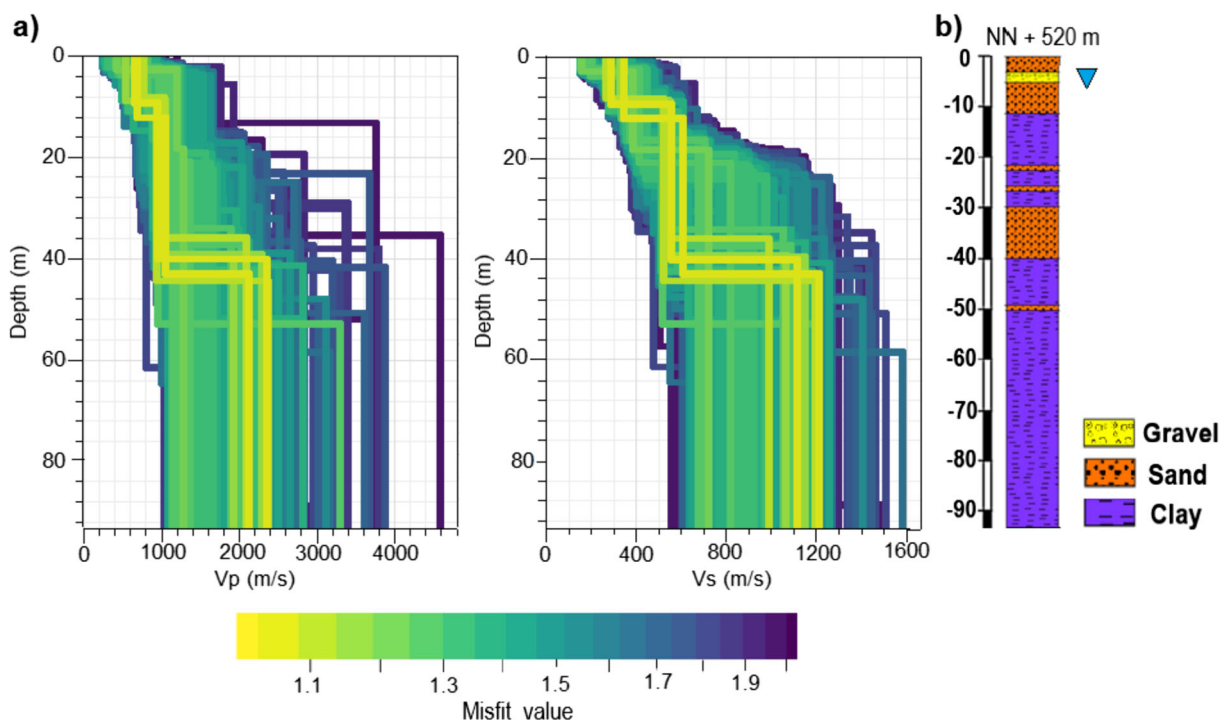 a)
0
20
40
60
80
Depth (m)
0 1000 2000 3000 4000
Vp (m/s)
0
20
40
60
80
Depth (m)
0 400 800 1200 1600
Vs (m/s)
1.1 1.3 1.5 1.7 1.9
Misfit value
b)
NN + 520 m
0
-10
-20
-30
-40
-50
-60
-70
-80
-90
Gravel
Sand
Clay